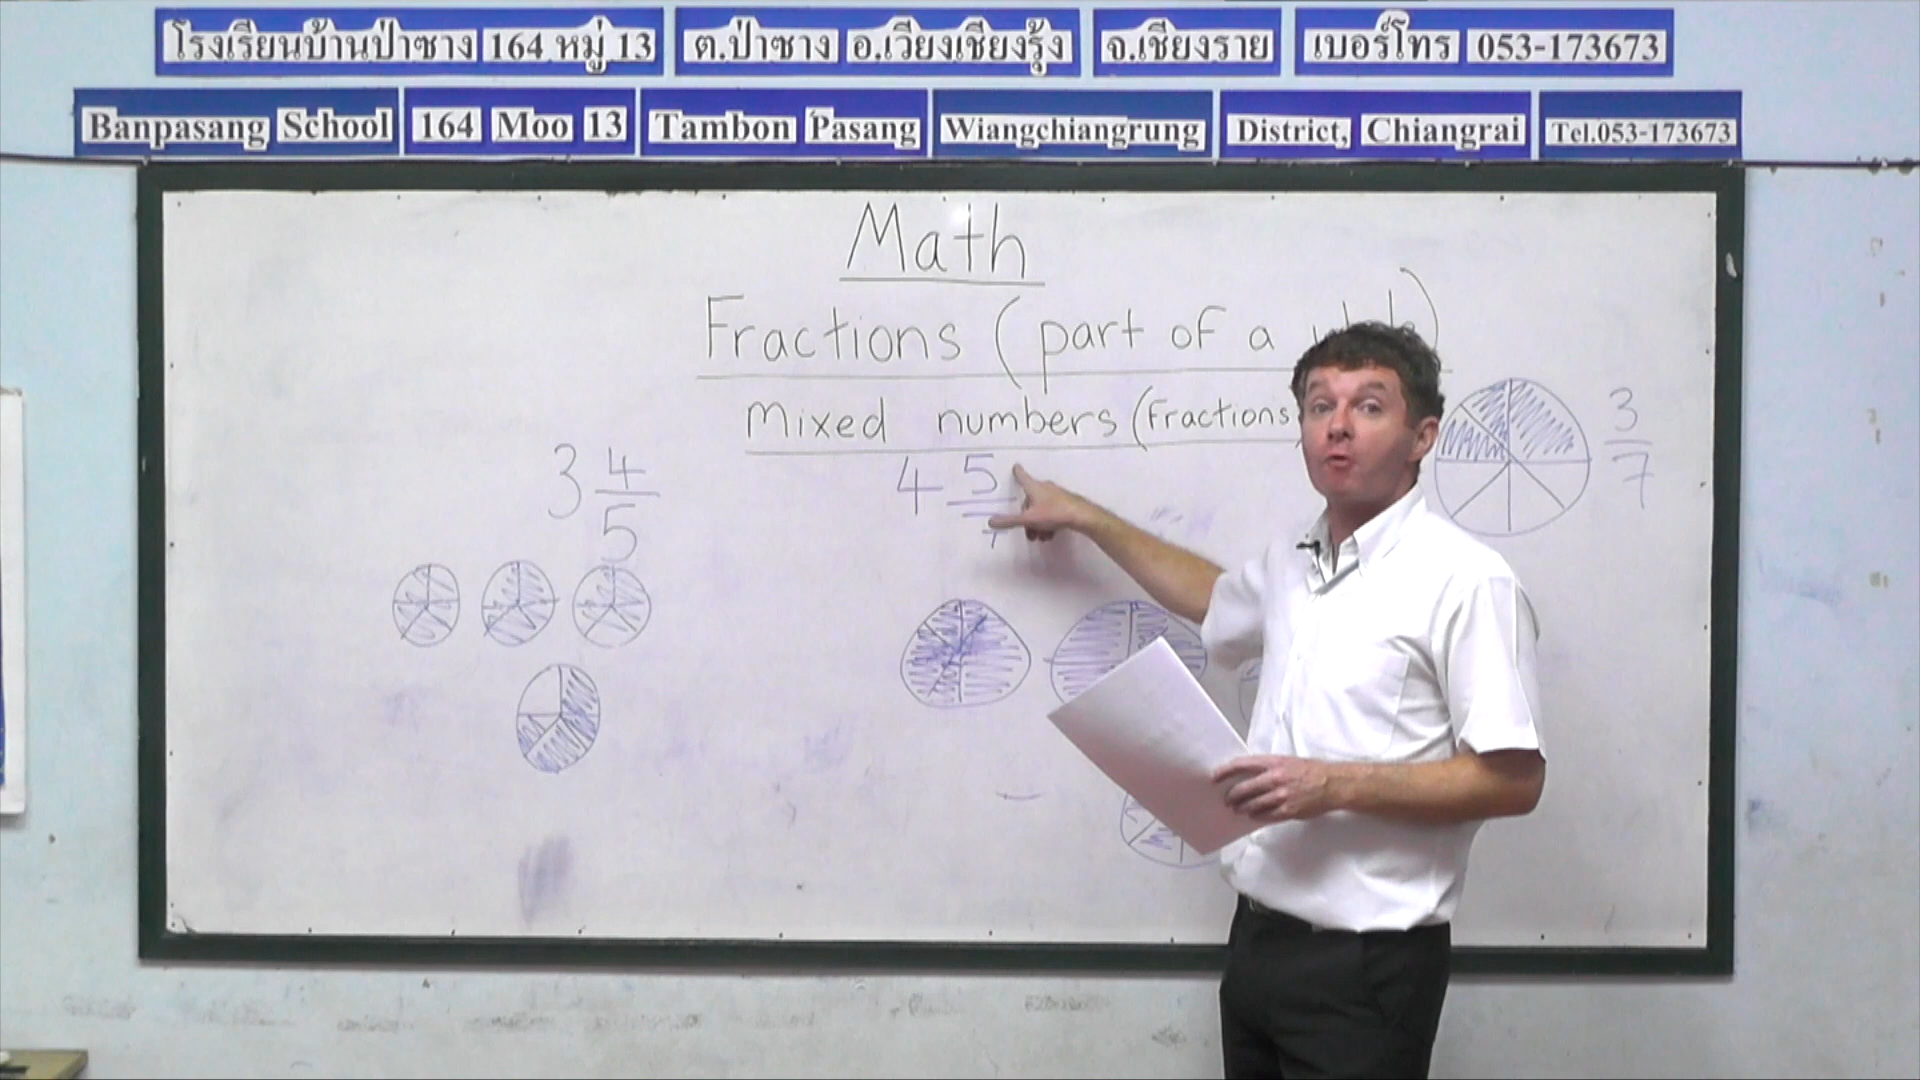 โรงเรียนบ้านป่าซาง 164 หมู่ 13 ต.ป่าซาง อ.เวียงเชียงรุ้ง จ.เชียงราย เบอร์โทร 053-173673
Banpasang School 164 Moo 13 Tambon Pasang Wiangchiangrung District, Chiangrai Tel.053-173673
Math
Fractions (part of a
Mixed numbers (Fractions)
3 4/5
4 5/7
3/7